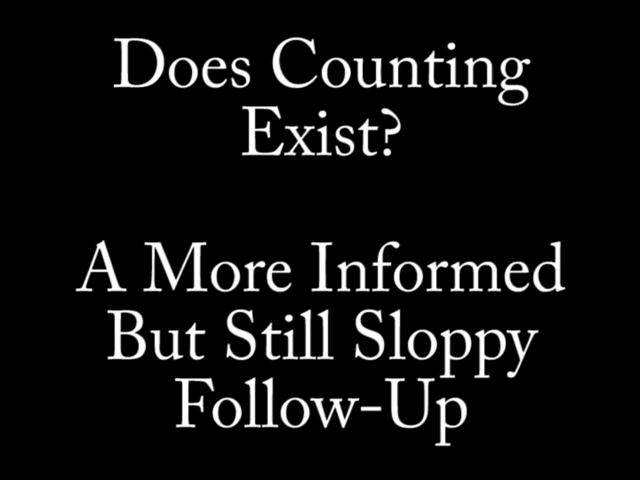 Does Counting
Exist?
A More Informed
But Still Sloppy
Follow-Up